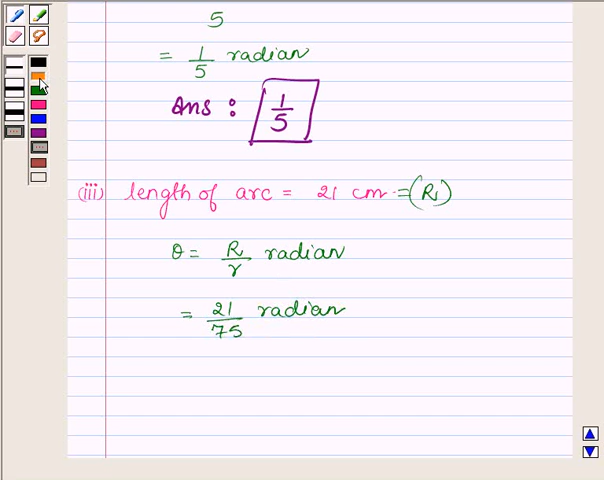 5
= 1/5 radian
Ans : 1/5
(iii) length of arc = 21 cm = (R)
θ = R/r radian
= 21/75 radian